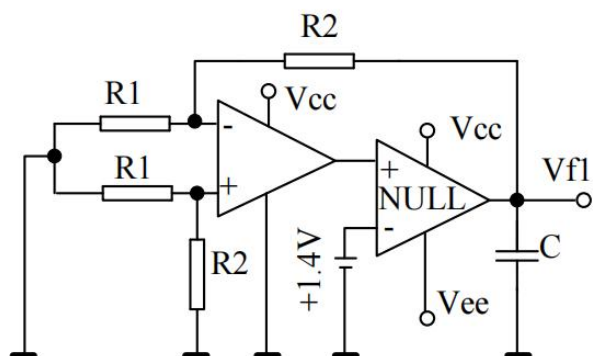 R2
R1
Vcc
-
Vcc
R1
+
+
NULL
Vf1
-
R2
+1.4V
C
Vee